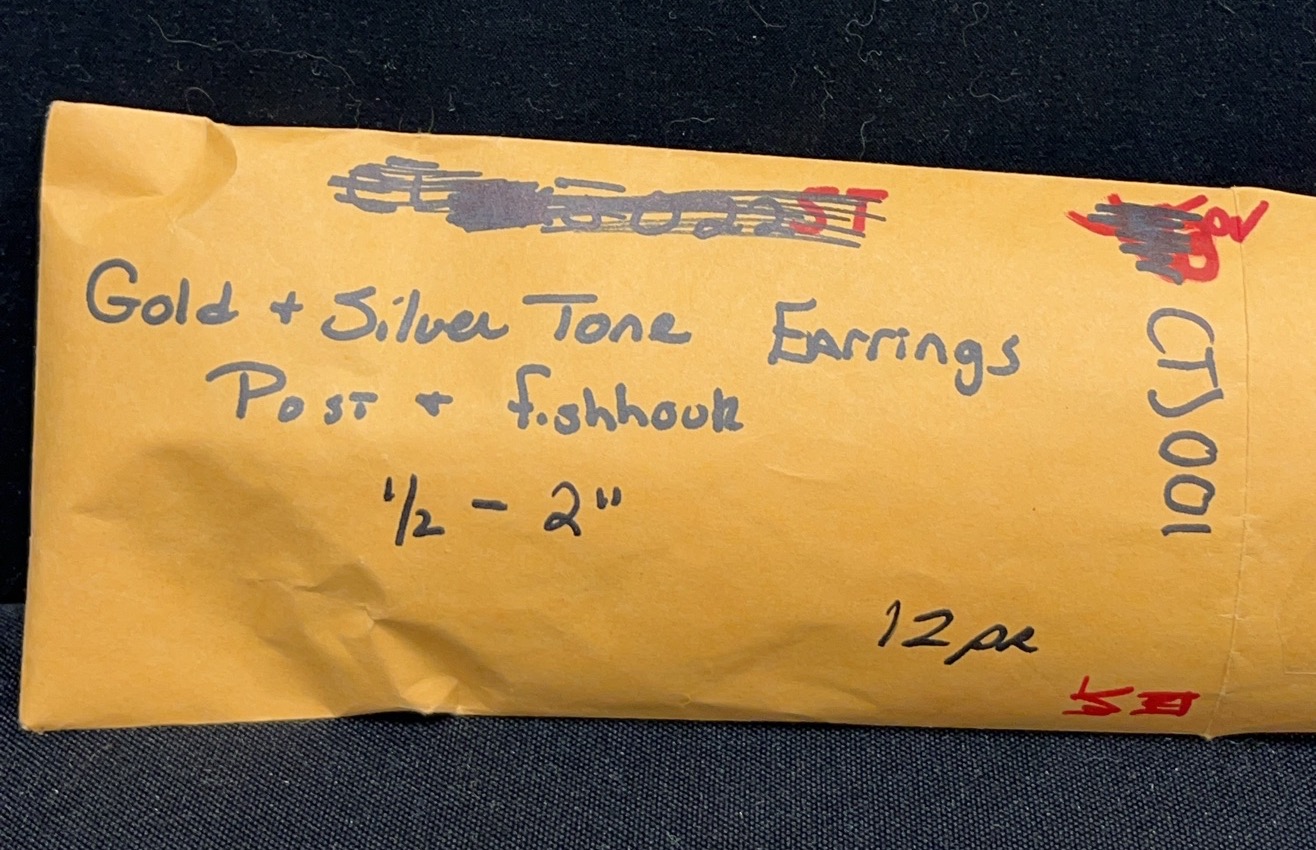 Gold + Silver Tone Earrings
Post + fishhook
1/2 - 2"
12 pr
CTJ001